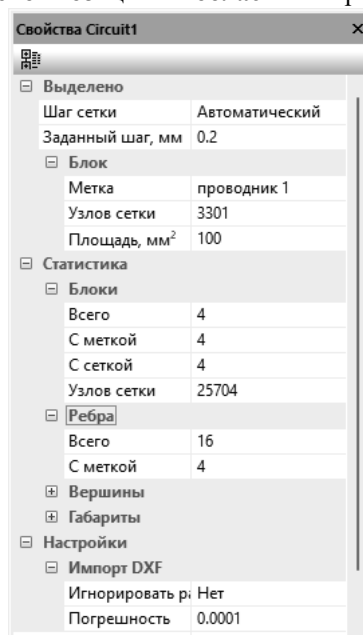 Свойства Circuit1
Выделено
Шаг сетки Автоматический
Заданный шаг, мм 0.2
Блок
Метка проводник 1
Узлов сетки 3301
Площадь, мм² 100
Статистика
Блоки
Всего 4
С меткой 4
С сеткой 4
Узлов сетки 25704
Ребра
Всего 16
С меткой 4
Вершины
Габариты
Настройки
Импорт DXF
Игнорировать Нет
Погрешность 0.0001